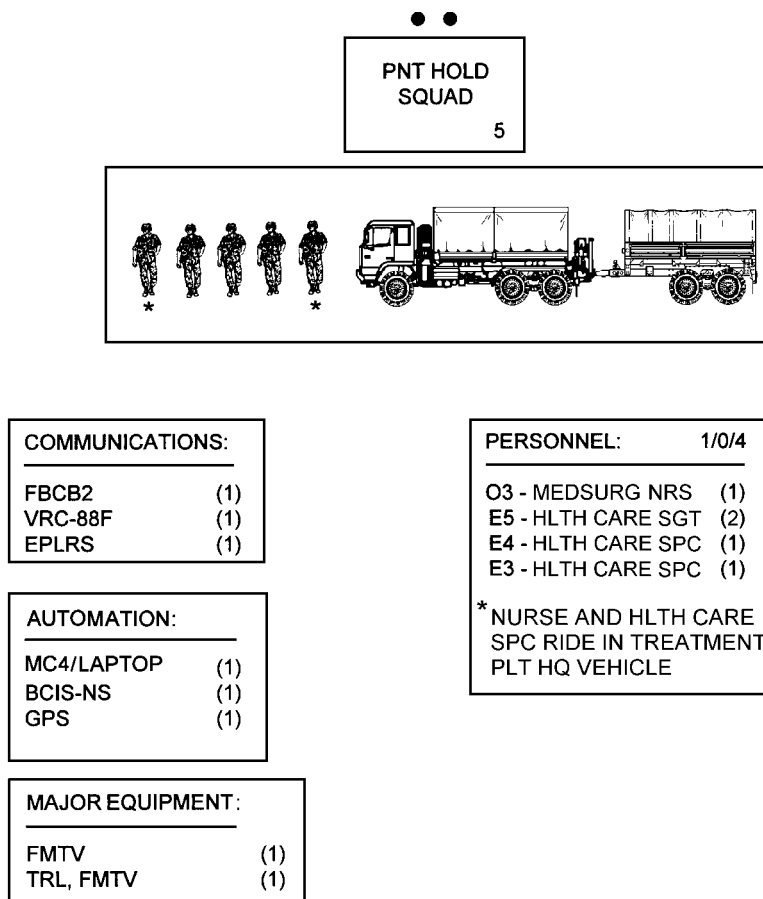 PNT HOLD
SQUAD
5
* *
COMMUNICATIONS:
FBCB2 (1)
VRC-88F (1)
EPLRS (1)
AUTOMATION:
MC4/LAPTOP (1)
BCIS-NS (1)
GPS (1)
MAJOR EQUIPMENT:
FMTV (1)
TRL, FMTV (1)
PERSONNEL: 1/0/4
O3 - MEDSURG NRS (1)
E5 - HLTH CARE SGT (2)
E4 - HLTH CARE SPC (1)
E3 - HLTH CARE SPC (1)
* NURSE AND HLTH CARE
SPC RIDE IN TREATMENT
PLT HQ VEHICLE